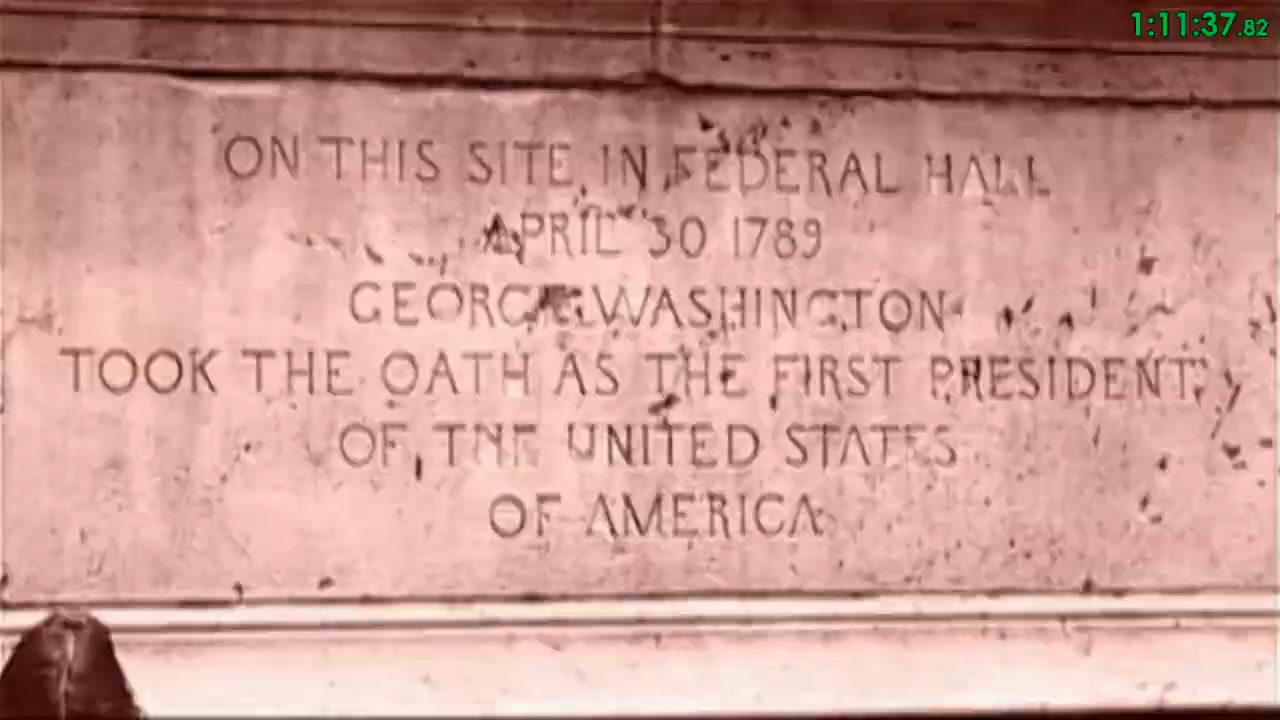 1:11:37.82
ON THIS SITE IN FEDERAL HALL
APRIL 30 1789
GEORGE WASHINGTON
TOOK THE OATH AS THE FIRST PRESIDENT
OF THE UNITED STATES
OF AMERICA